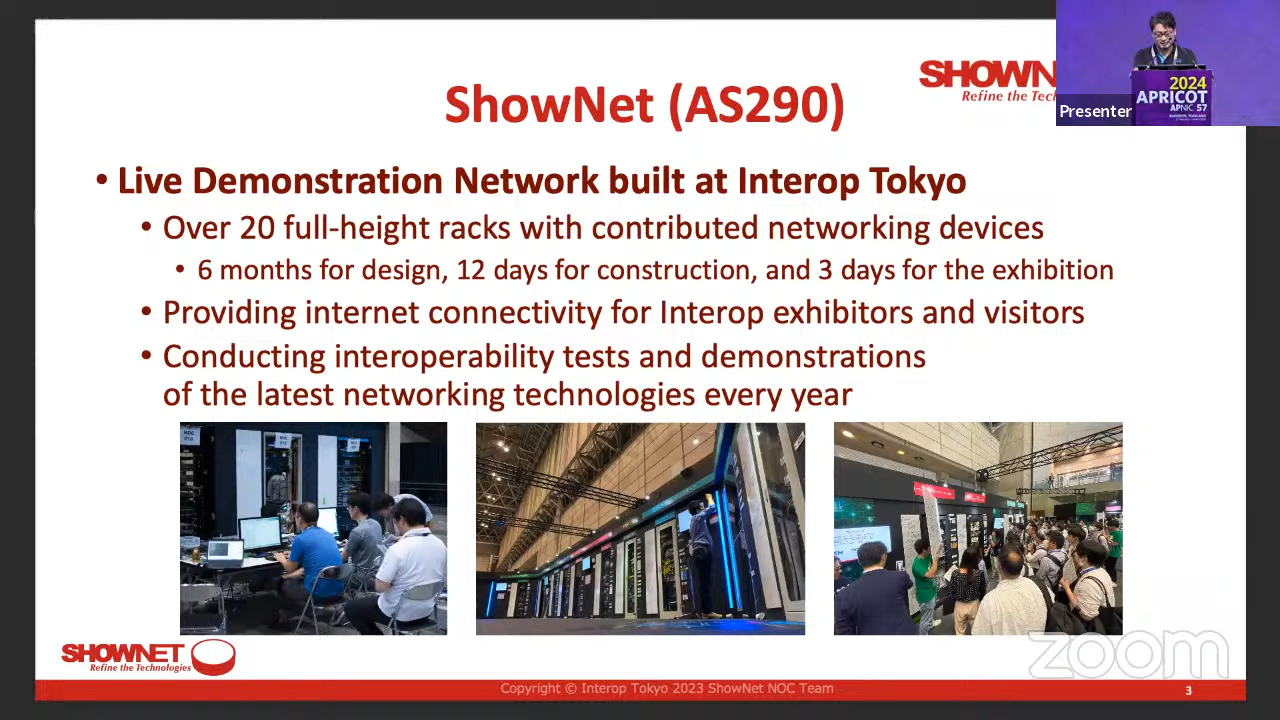 SHOWN
Refine the Tech
2024
APRICOT
APNIC 57
Presenter
ShowNet (AS290)
• Live Demonstration Network built at Interop Tokyo
• Over 20 full-height racks with contributed networking devices
• 6 months for design, 12 days for construction, and 3 days for the exhibition
• Providing internet connectivity for Interop exhibitors and visitors
• Conducting interoperability tests and demonstrations
of the latest networking technologies every year
SHOWNET
Refine the Technologies
zoom
Copyright © Interop Tokyo 2023 ShowNet NOC Team
3